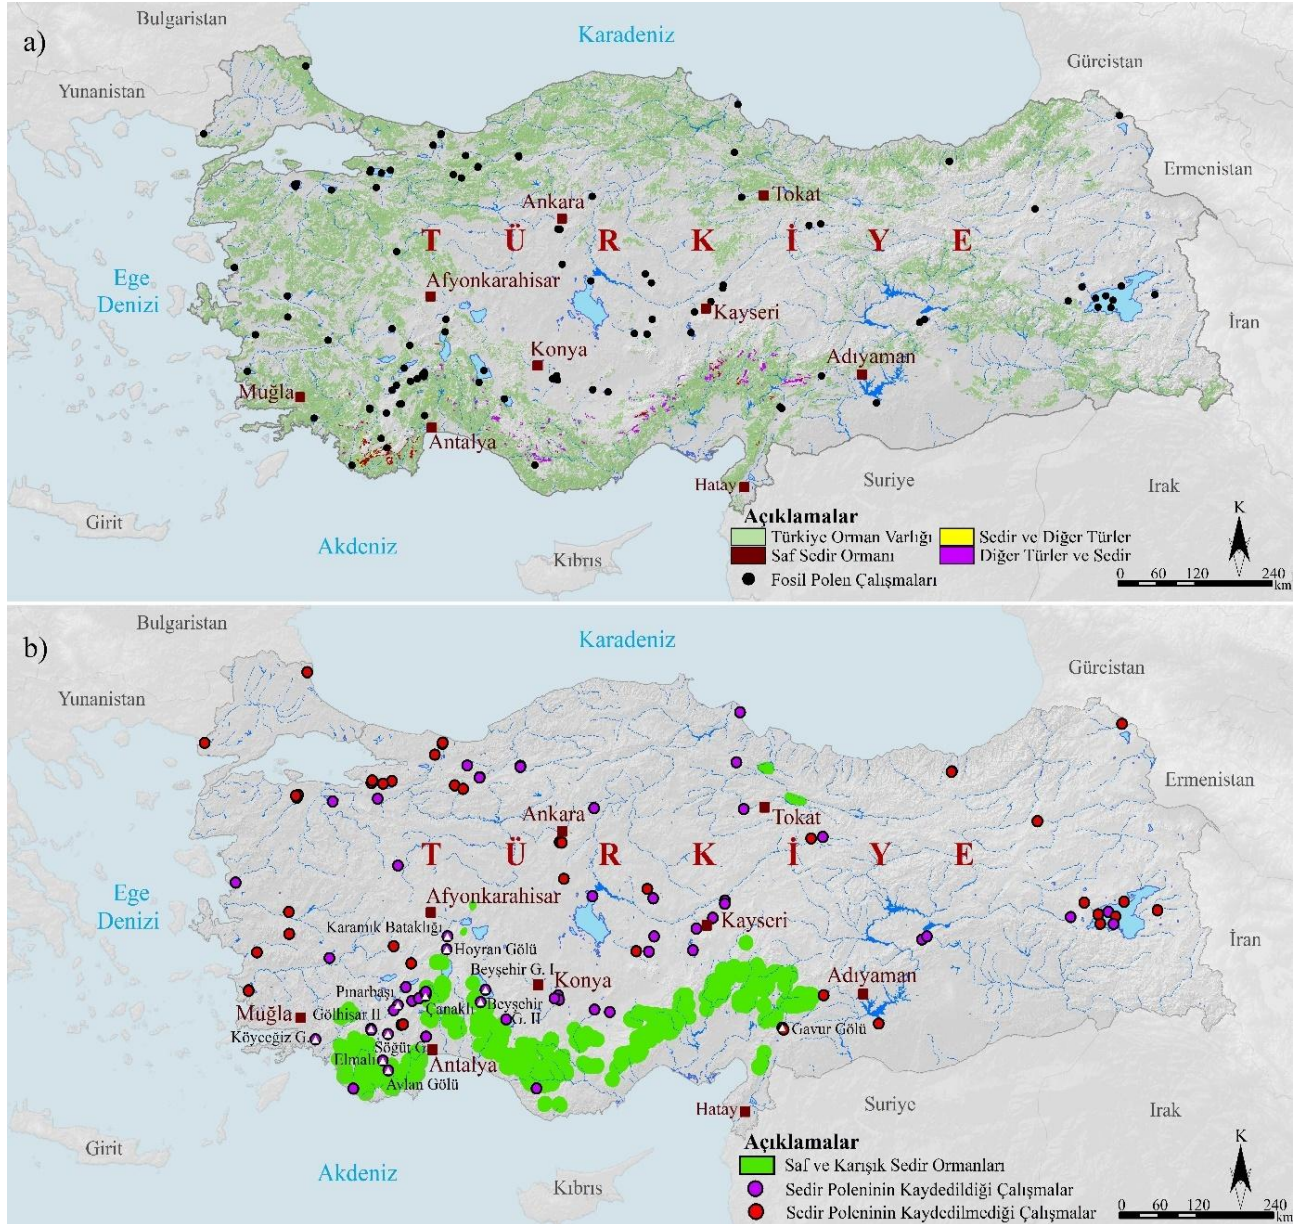 a)
Bulgaristan
Karadeniz
Gürcistan
Yunanistan
Ermenistan
Ankara
Tokat
TÜRKİYE
Ege
Denizi
Afyonkarahisar
Kayseri
İran
Konya
Adıyaman
Muğla
Antalya
Hatay
Suriye
Irak
Girit
Akdeniz
Kıbrıs
Açıklamalar
Türkiye Orman Varlığı
Sedir ve Diğer Türler
Saf Sedir Ormanı
Diğer Türler ve Sedir
Fosil Polen Çalışmaları
K
0 60 120 240
km
b)
Bulgaristan
Karadeniz
Gürcistan
Yunanistan
Ermenistan
Ankara
Tokat
TÜRKİYE
Ege
Denizi
Afyonkarahisar
Karamık Bataklığı
Kayseri
Hoyran Gölü
İran
Beyşehir G. I
Konya
Adıyaman
Pınarbaşı
Çanaklı
Beyşehir
G. II
Gölhisar II
Muğla
Köyceğiz G.
Söğüt G.
Gavur Gölü
Elmalı
Antalya
Avlan Gölü
Hatay
Suriye
Irak
Girit
Akdeniz
Kıbrıs
Açıklamalar
Saf ve Karışık Sedir Ormanları
Sedir Poleninin Kaydedildiği Çalışmalar
Sedir Poleninin Kaydedilmediği Çalışmalar
K
0 60 120 240
km